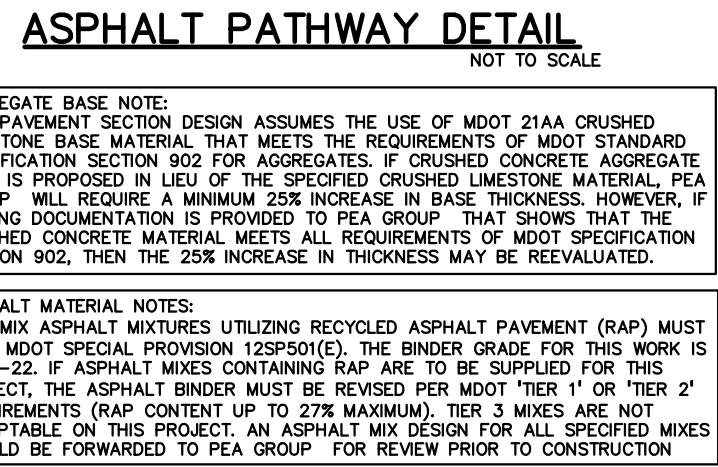 ASPHALT PATHWAY DETAIL
NOT TO SCALE
EGATE BASE NOTE:
PAVEMENT SECTION DESIGN ASSUMES THE USE OF MDOT 21AA CRUSHED
TONE BASE MATERIAL THAT MEETS THE REQUIREMENTS OF MDOT STANDARD
IFICATION SECTION 902 FOR AGGREGATES. IF CRUSHED CONCRETE AGGREGATE
IS PROPOSED IN LIEU OF THE SPECIFIED CRUSHED LIMESTONE MATERIAL, PEA
P WILL REQUIRE A MINIMUM 25% INCREASE IN BASE THICKNESS. HOWEVER, IF
NG DOCUMENTATION IS PROVIDED TO PEA GROUP THAT SHOWS THAT THE
HED CONCRETE MATERIAL MEETS ALL REQUIREMENTS OF MDOT SPECIFICATION
ON 902, THEN THE 25% INCREASE IN THICKNESS MAY BE REEVALUATED.
ALT MATERIAL NOTES:
MIX ASPHALT MIXTURES UTILIZING RECYCLED ASPHALT PAVEMENT (RAP) MUST
MDOT SPECIAL PROVISION 12SP501(E). THE BINDER GRADE FOR THIS WORK IS
-22. IF ASPHALT MIXES CONTAINING RAP ARE TO BE SUPPLIED FOR THIS
ECT, THE ASPHALT BINDER MUST BE REVISED PER MDOT 'TIER 1' OR 'TIER 2'
IREMENTS (RAP CONTENT UP TO 27% MAXIMUM). TIER 3 MIXES ARE NOT
PTABLE ON THIS PROJECT. AN ASPHALT MIX DESIGN FOR ALL SPECIFIED MIXES
LD BE FORWARDED TO PEA GROUP FOR REVIEW PRIOR TO CONSTRUCTION